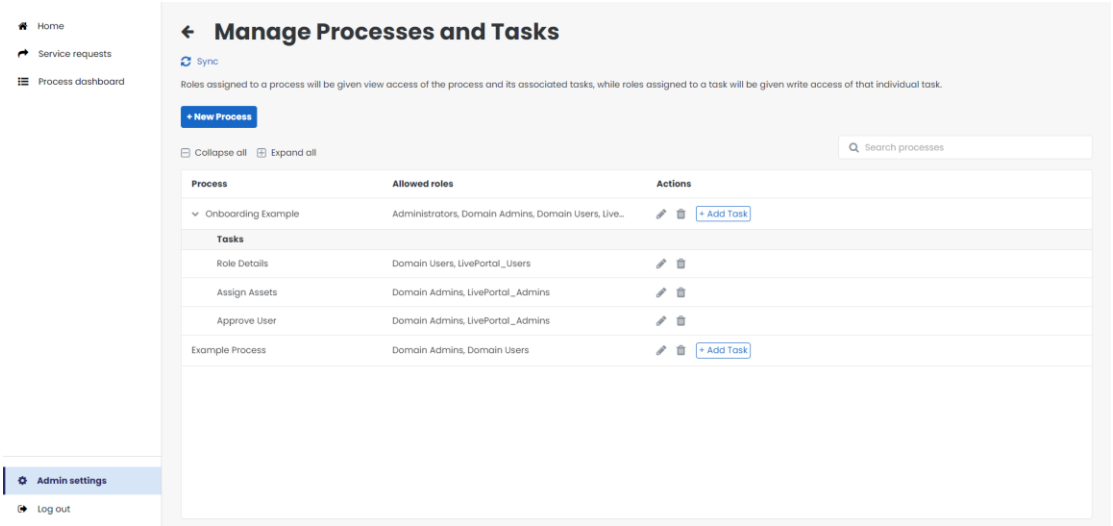 Home
Service requests
Process dashboard
Manage Processes and Tasks
Sync
Roles assigned to a process will be given view access of the process and its associated tasks, while roles assigned to a task will be given write access of that individual task.
+ New Process
Collapse all Expand all
Search processes
Process Allowed roles Actions
Onboarding Example Administrators, Domain Admins, Domain Users, Live... + Add Task
Tasks
Role Details Domain Users, LivePortal_Users
Assign Assets Domain Admins, LivePortal_Admins
Approve User Domain Admins, LivePortal_Admins
Example Process Domain Admins, Domain Users + Add Task
Admin settings
Log out